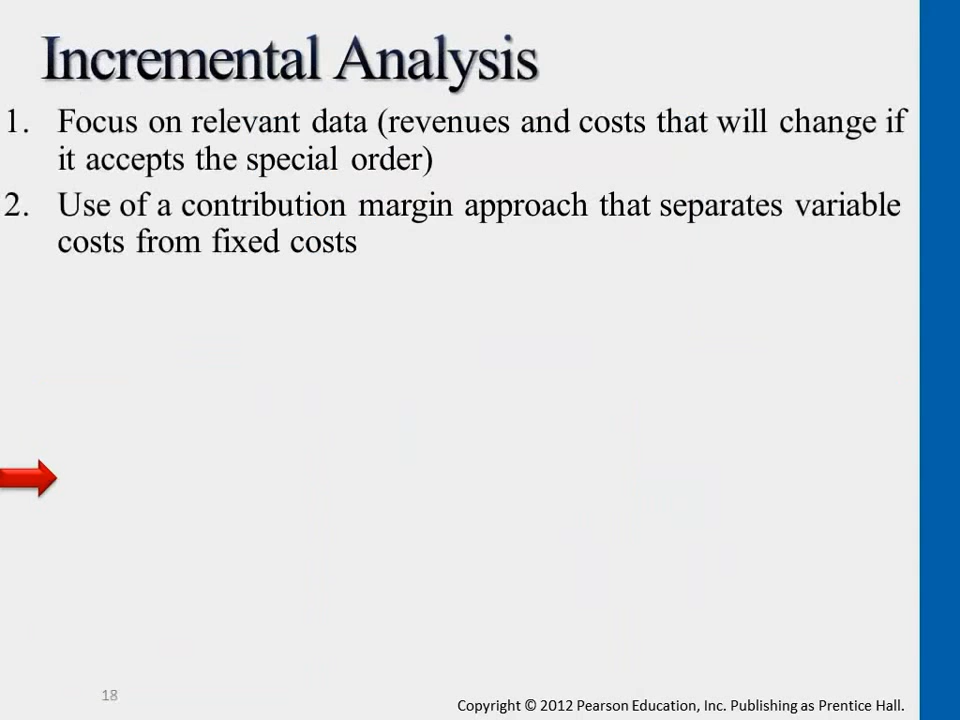 Incremental Analysis
1. Focus on relevant data (revenues and costs that will change if
it accepts the special order)
2. Use of a contribution margin approach that separates variable
costs from fixed costs
18
Copyright © 2012 Pearson Education, Inc. Publishing as Prentice Hall.